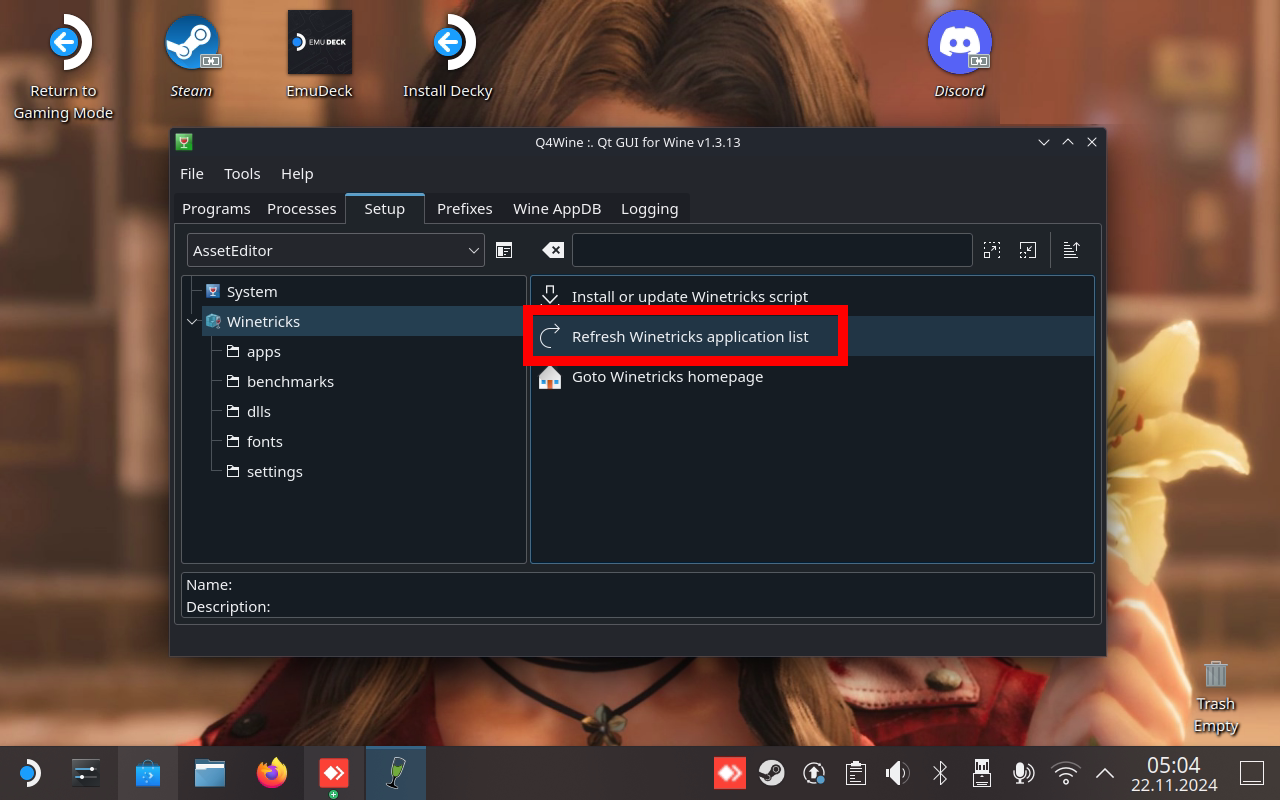 Return to
Gaming Mode
Steam
EMUDECK
EmuDeck
Install Decky
Discord
Q4Wine :. Qt GUI for Wine v1.3.13
File Tools Help
Programs Processes Setup Prefixes Wine AppDB Logging
AssetEditor
System
Winetricks
apps
benchmarks
dlls
fonts
settings
Install or update Winetricks script
Refresh Winetricks application list
Goto Winetricks homepage
Name:
Description:
Trash
Empty
05:04
22.11.2024